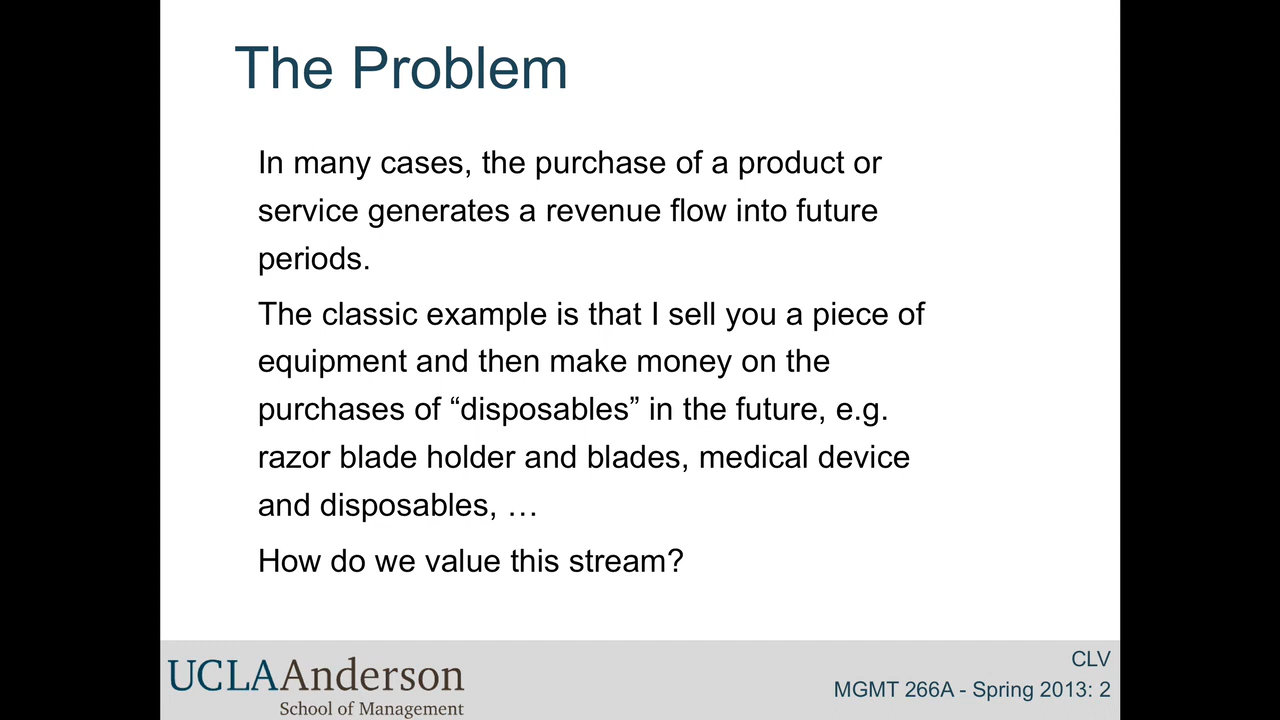 The Problem
In many cases, the purchase of a product or
service generates a revenue flow into future
periods.
The classic example is that I sell you a piece of
equipment and then make money on the
purchases of “disposables” in the future, e.g.
razor blade holder and blades, medical device
and disposables, …
How do we value this stream?
UCLAAnderson
School of Management
CLV
MGMT 266A - Spring 2013: 2